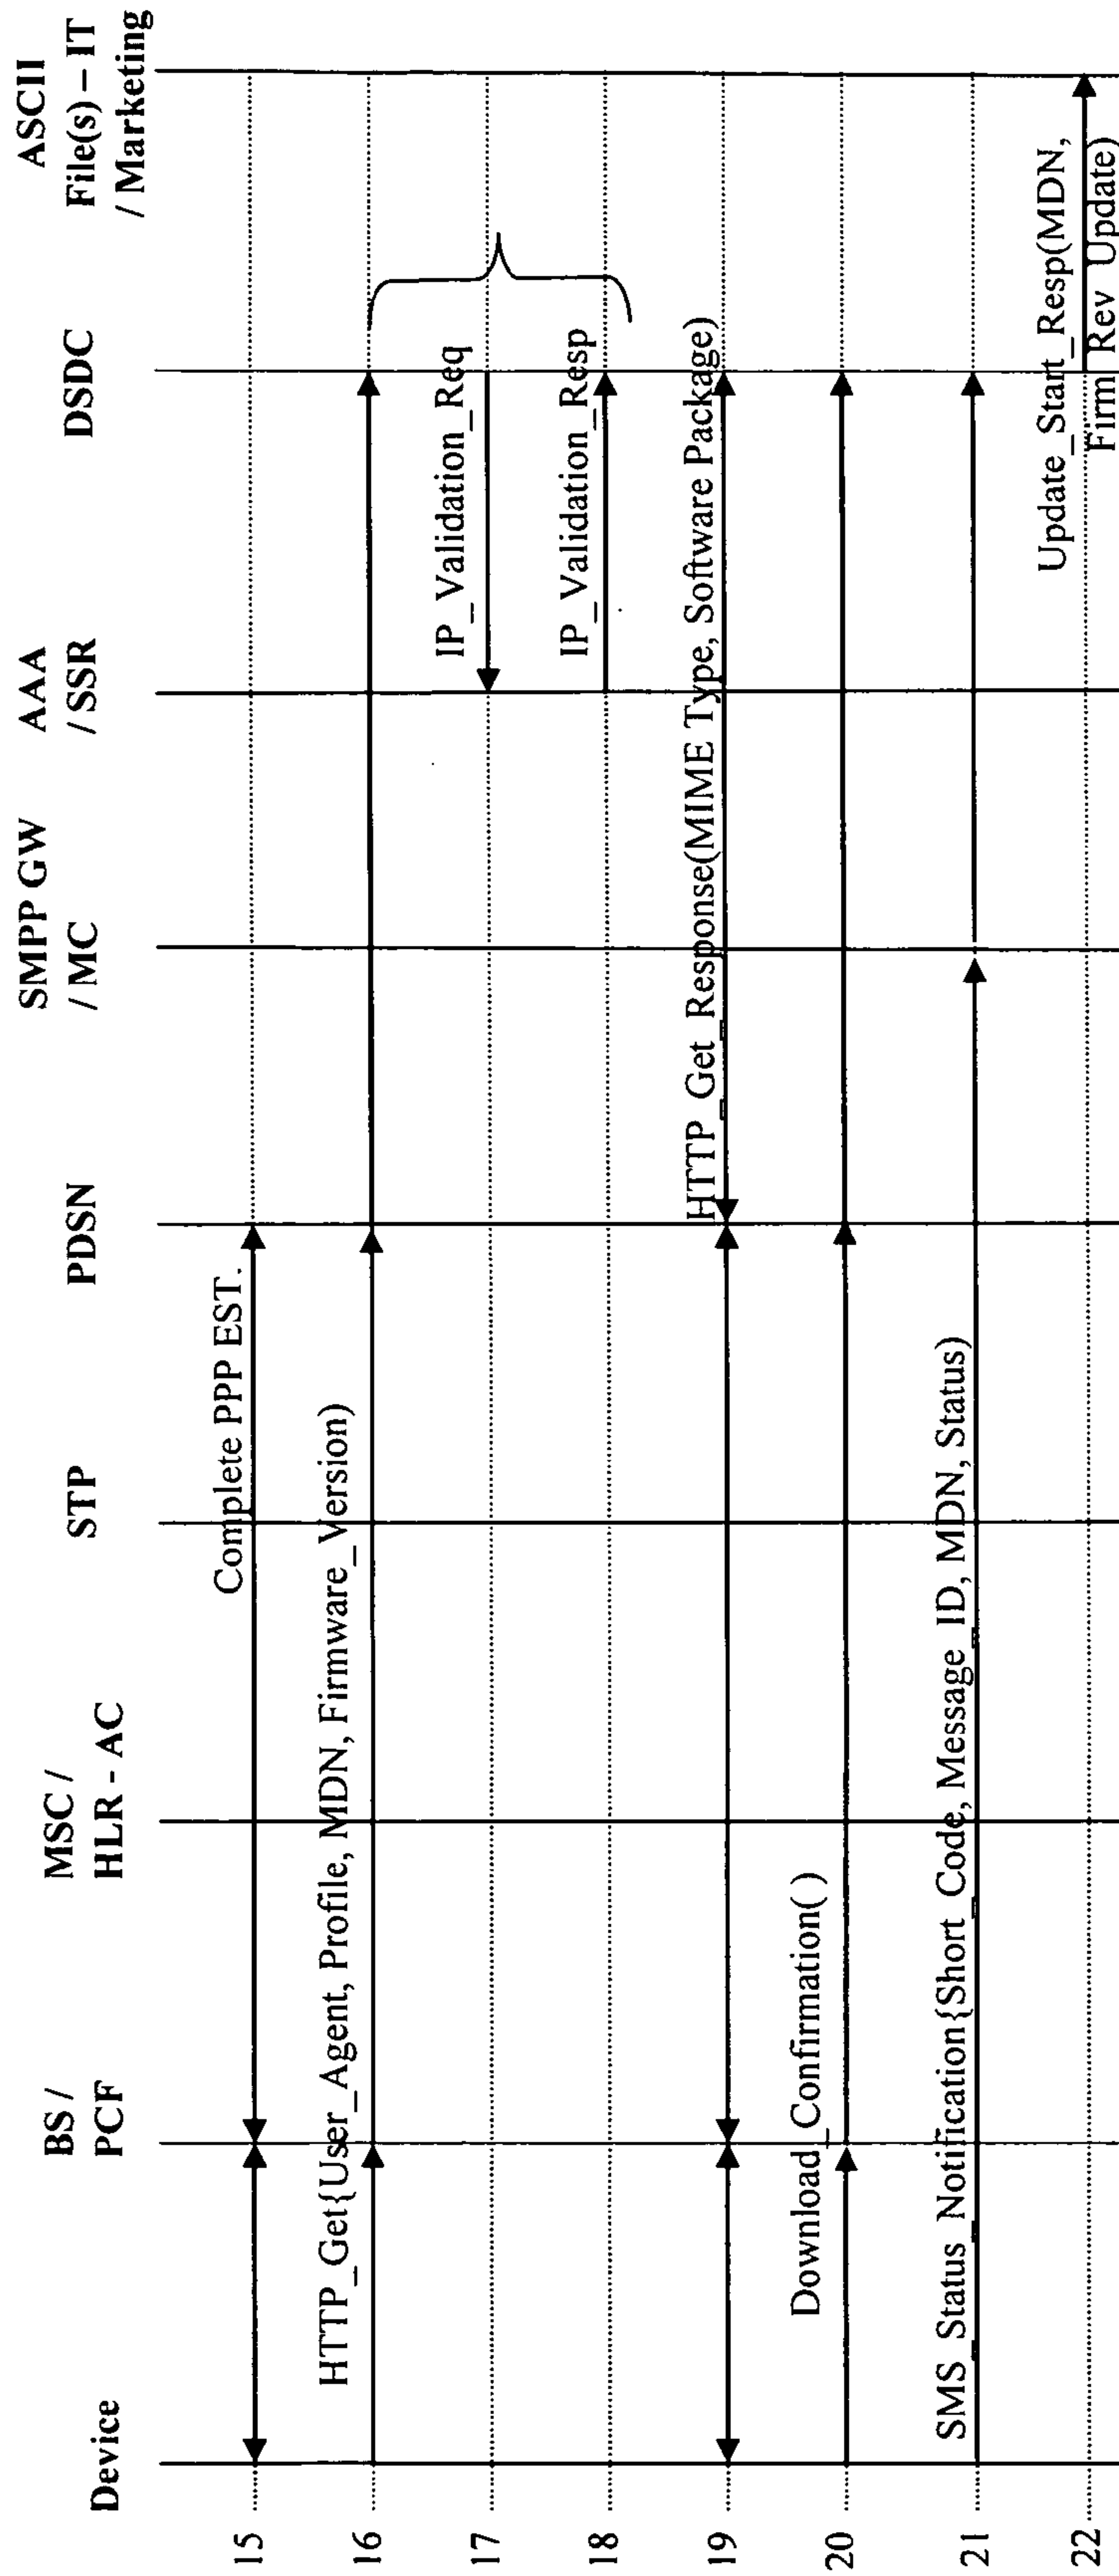 Device
BS /
PCF
MSC /
HLR - AC
STP
PDSN
SMPP GW
/ MC
AAA
/ SSR
DSDC
ASCII
File(s) – IT
/ Marketing
15
Complete PPP EST.
16
HTTP_Get{User_Agent, Profile, MDN, Firmware_Version)
17
IP_Validation_Req
18
IP_Validation_Resp
19
HTTP_Get_Response(MIME Type, Software Package)
20
Download_Confirmation( )
21
SMS_Status_Notification{Short_Code, Message_ID, MDN, Status)
22
Update_Start_Resp(MDN,
Firm_Rev_Update)